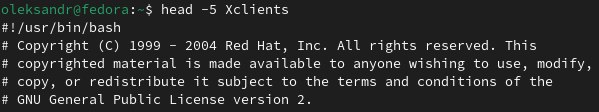 oleksandr@fedora:~$ head -5 Xclients
#!/usr/bin/bash
# Copyright (C) 1999 - 2004 Red Hat, Inc. All rights reserved. This
# copyrighted material is made available to anyone wishing to use, modify,
# copy, or redistribute it subject to the terms and conditions of the
# GNU General Public License version 2.